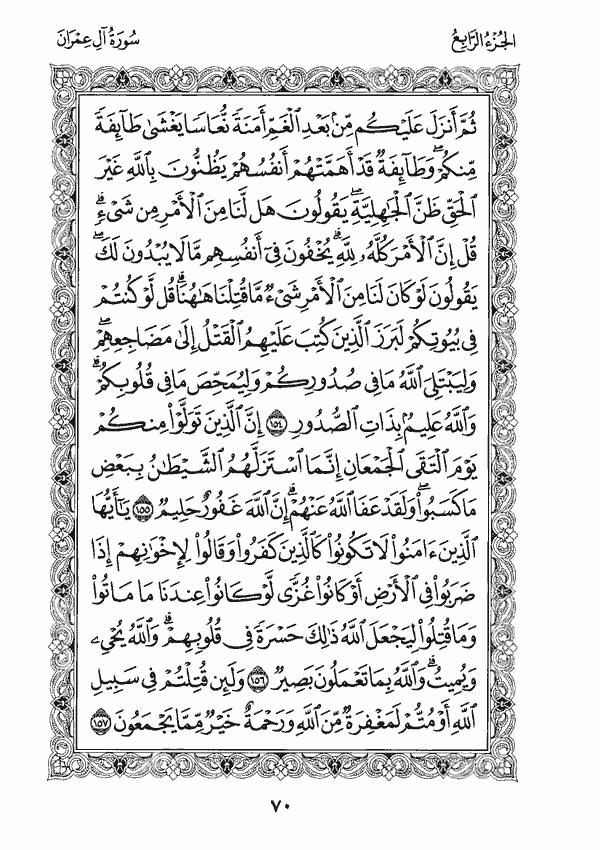 الجُزْءُ الرَّابِعُ
سُورَةُ آلِ عِمْرَانَ
ثُمَّ أَنزَلَ عَلَيْكُم مِّنۢ بَعْدِ ٱلْغَمِّ أَمَنَةً نُّعَاسًا يَغْشَىٰ طَآئِفَةً
مِّنكُمْ ۖ وَطَآئِفَةٌ قَدْ أَهَمَّتْهُمْ أَنفُسُهُمْ يَظُنُّونَ بِٱللَّهِ غَيْرَ
ٱلْحَقِّ ظَنَّ ٱلْجَٰهِلِيَّةِ ۖ يَقُولُونَ هَل لَّنَا مِنَ ٱلْأَمْرِ مِن شَىْءٍ ۗ
قُلْ إِنَّ ٱلْأَمْرَ كُلَّهُۥ لِلَّهِ ۗ يُخْفُونَ فِىٓ أَنفُسِهِم مَّا لَا يُبْدُونَ لَكَ ۖ
يَقُولُونَ لَوْ كَانَ لَنَا مِنَ ٱلْأَمْرِ شَىْءٌ مَّا قُتِلْنَا هَٰهُنَا ۗ قُل لَّوْ كُنتُمْ
فِى بُيُوتِكُمْ لَبَرَزَ ٱلَّذِينَ كُتِبَ عَلَيْهِمُ ٱلْقَتْلُ إِلَىٰ مَضَاجِعِهِمْ ۖ
وَلِيَبْتَلِىَ ٱللَّهُ مَا فِى صُدُورِكُمْ وَلِيُمَحِّصَ مَا فِى قُلُوبِكُمْ ۗ
وَٱللَّهُ عَلِيمٌۢ بِذَاتِ ٱلصُّدُورِ ١٥٤ إِنَّ ٱلَّذِينَ تَوَلَّوْا۟ مِنكُمْ
يَوْمَ ٱلْتَقَى ٱلْجَمْعَانِ إِنَّمَا ٱسْتَزَلَّهُمُ ٱلشَّيْطَٰنُ بِبَعْضِ
مَا كَسَبُوا۟ ۖ وَلَقَدْ عَفَا ٱللَّهُ عَنْهُمْ ۗ إِنَّ ٱللَّهَ غَفُورٌ حَلِيمٌ ١٥٥ يَٰٓأَيُّهَا
ٱلَّذِينَ ءَامَنُوا۟ لَا تَكُونُوا۟ كَٱلَّذِينَ كَفَرُوا۟ وَقَالُوا۟ لِإِخْوَٰنِهِمْ إِذَا
ضَرَبُوا۟ فِى ٱلْأَرْضِ أَوْ كَانُوا۟ غُزًّى لَّوْ كَانُوا۟ عِندَنَا مَا مَاتُوا۟
وَمَا قُتِلُوا۟ لِيَجْعَلَ ٱللَّهُ ذَٰلِكَ حَسْرَةً فِى قُلُوبِهِمْ ۗ وَٱللَّهُ يُحْىِۦ
وَيُمِيتُ ۗ وَٱللَّهُ بِمَا تَعْمَلُونَ بَصِيرٌ ١٥٦ وَلَئِن قُتِلْتُمْ فِى سَبِيلِ
ٱللَّهِ أَوْ مُتُّمْ لَمَغْفِرَةٌ مِّنَ ٱللَّهِ وَرَحْمَةٌ خَيْرٌ مِّمَّا يَجْمَعُونَ ١٥٧
٧٠